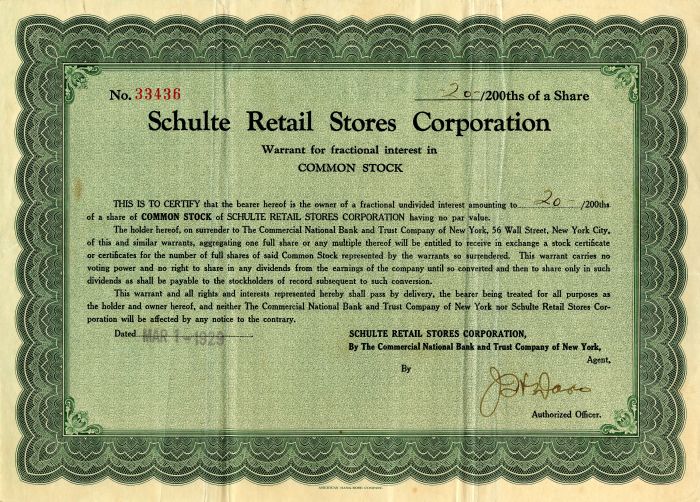 No. 33436
20 /200ths of a Share
Schulte Retail Stores Corporation
Warrant for fractional interest in
COMMON STOCK
THIS IS TO CERTIFY that the bearer hereof is the owner of a fractional undivided interest amounting to 20 /200ths
of a share of COMMON STOCK of SCHULTE RETAIL STORES CORPORATION having no par value.
The holder hereof, on surrender to The Commercial National Bank and Trust Company of New York, 56 Wall Street, New York City,
of this and similar warrants, aggregating one full share or any multiple thereof will be entitled to receive in exchange a stock certificate
or certificates for the number of full shares of said Common Stock represented by the warrants so surrendered. This warrant carries no
voting power and no right to share in any dividends from the earnings of the company until so converted and then to share only in such
dividends as shall be payable to the stockholders of record subsequent to such conversion.
This warrant and all rights and interests represented hereby shall pass by delivery, the bearer being treated for all purposes as
the holder and owner hereof, and neither The Commercial National Bank and Trust Company of New York nor Schulte Retail Stores Cor-
poration will be affected by any notice to the contrary.
Dated MAR 1-1929
SCHULTE RETAIL STORES CORPORATION,
By The Commercial National Bank and Trust Company of New York,
Agent.
By
Authorized Officer.
AMERICAN BANK NOTE COMPANY.